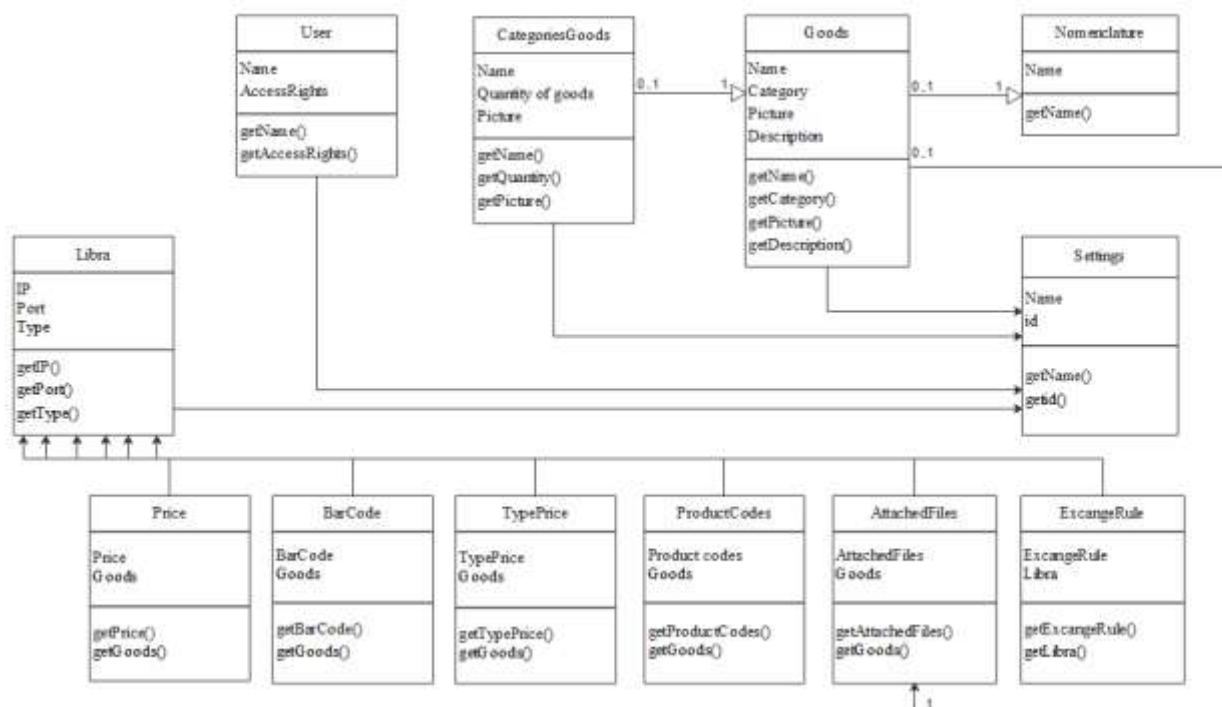 User
Name
AccessRights
getName()
getAccessRights()
CategoriesGoods
Name
Quantity of goods
Picture
getName()
getQuantity()
getPicture()
0..1
1
Goods
Name
Category
Picture
Description
getName()
getCategory()
getPicture()
getDescription()
0..1
1
0..1
Nomenclature
Name
getName()
Libra
IP
Port
Type
getIP()
getPort()
getType()
Settings
Name
id
getName()
getid()
Price
Price
Goods
getPrice()
getGoods()
BarCode
BarCode
Goods
getBarCode()
getGoods()
TypePrice
TypePrice
Goods
getTypePrice()
getGoods()
ProductCodes
Product codes
Goods
getProductCodes()
getGoods()
AttachedFiles
AttachedFiles
Goods
getAttachedFiles()
getGoods()
ExcangeRule
ExcangeRule
Libra
getExcangeRule()
getLibra()
1